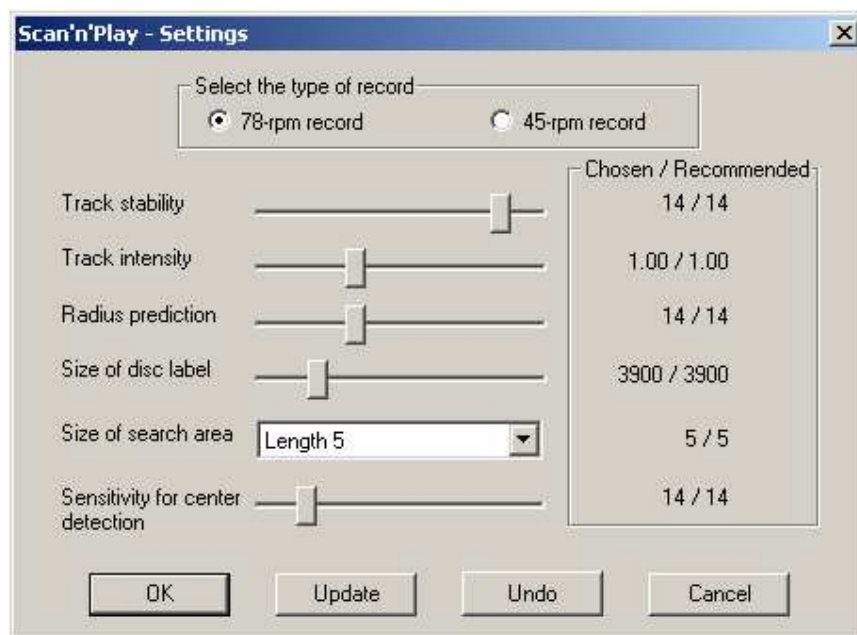 Scan'n'Play - Settings
Select the type of record
78-rpm record 45-rpm record
Chosen / Recommended
Track stability 14 / 14
Track intensity 1.00 / 1.00
Radius prediction 14 / 14
Size of disc label 3900 / 3900
Size of search area Length 5 5 / 5
Sensitivity for center 14 / 14
detection
OK Update Undo Cancel